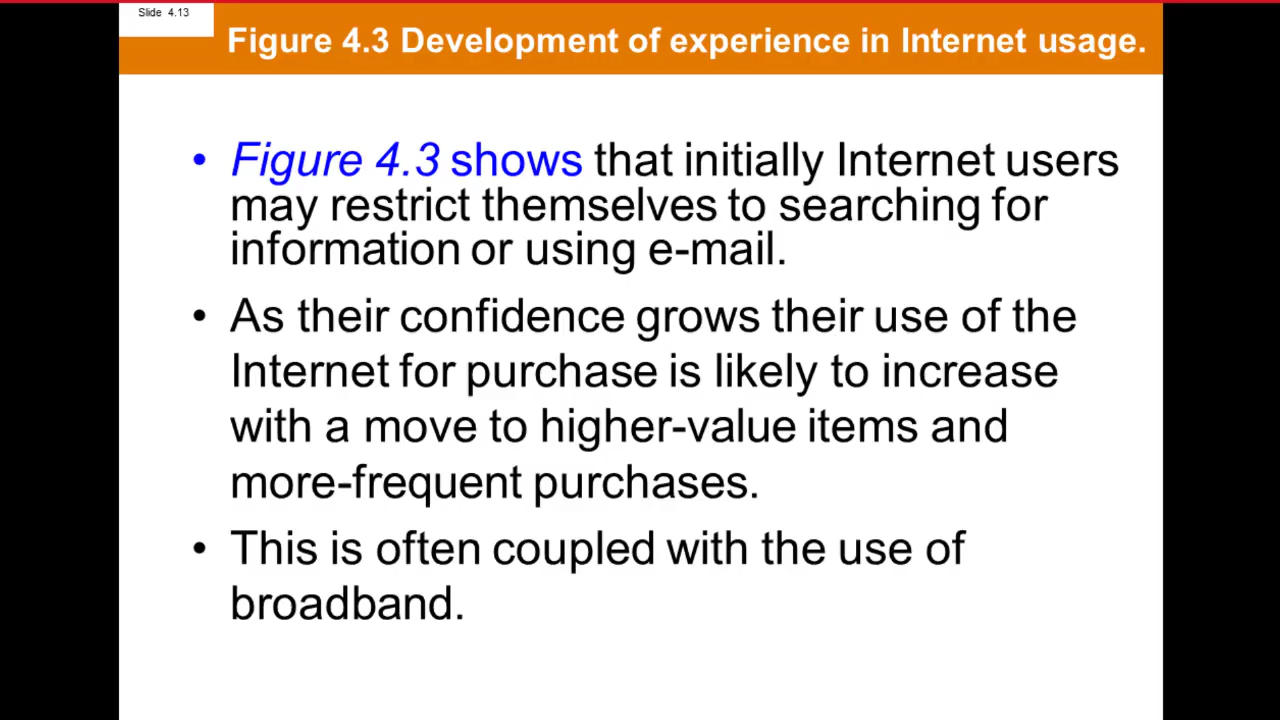 Slide 4.13
Figure 4.3 Development of experience in Internet usage.
• Figure 4.3 shows that initially Internet users
may restrict themselves to searching for
information or using e-mail.
• As their confidence grows their use of the
Internet for purchase is likely to increase
with a move to higher-value items and
more-frequent purchases.
• This is often coupled with the use of
broadband.